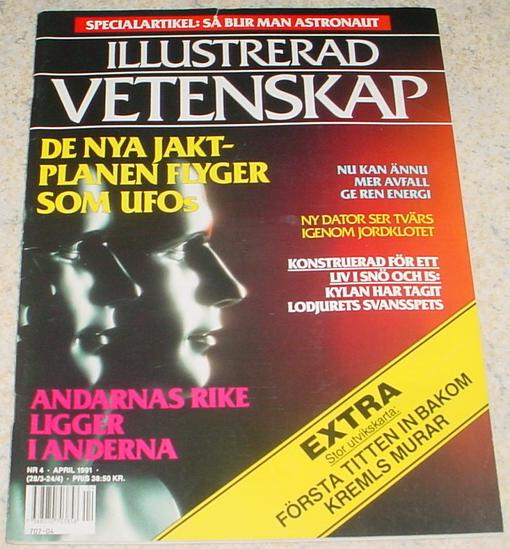 SPECIALARTIKEL: SÅ BLIR MAN ASTRONAUT
ILLUSTRERAD
VETENSKAP
DE NYA JAKT-
PLANEN FLYGER
SOM UFOs
NU KAN ÄNNU
MER AVFALL
GE REN ENERGI
NY DATOR SER TVÄRS
IGENOM JORDKLOTET
KONSTRUERAD FÖR ETT
LIV I SNÖ OCH IS:
KYLAN HAR TAGIT
LODJURETS SVANSSPETS
ANDARNAS RIKE
LIGGER
I ANDERNA
EXTRA
Stor utvikskarta:
FÖRSTA TITTEN IN BAKOM
KREMLS MURAR
NR 4 · APRIL 1991 ·
(28/3-24/4) · PRIS 38:50 KR.
707-04